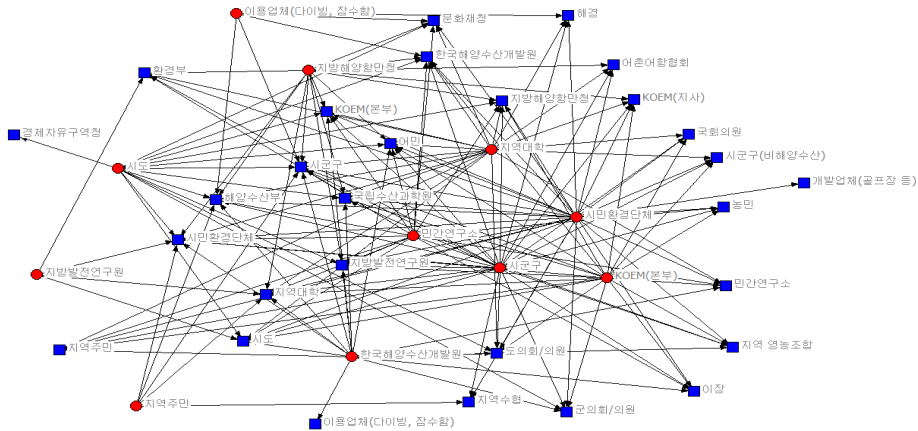 이용업체(다이빙, 잠수함)
문화재청
해경
한국해양수산개발원
환경부
지방해양항만청
어촌어항협회
KOEM(본부)
지방해양항만청
KOEM(지사)
경제자유구역청
어민
국회의원
지역대학
시군구(비해양수산)
시도
시군구
개발업체(골프장 등)
해양수산부
국립수산과학원
농민
시민환경단체
시민환경단체
민간연구소
지방발전연구원
시군구
지방발전연구원
KOEM(본부)
민간연구소
지역대학
시도
지역주민
한국해양수산개발원
도의회/의원
지역 영농조합
이장
지역주민
지역수협
군의회/의원
이용업체(다이빙, 잠수함)